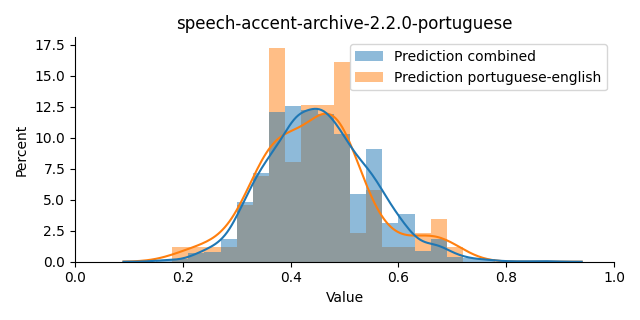 speech-accent-archive-2.2.0-portuguese
Prediction combined
Prediction portuguese-english
Percent
17.5
15.0
12.5
10.0
7.5
5.0
2.5
0.0
0.0 0.2 0.4 0.6 0.8 1.0
Value